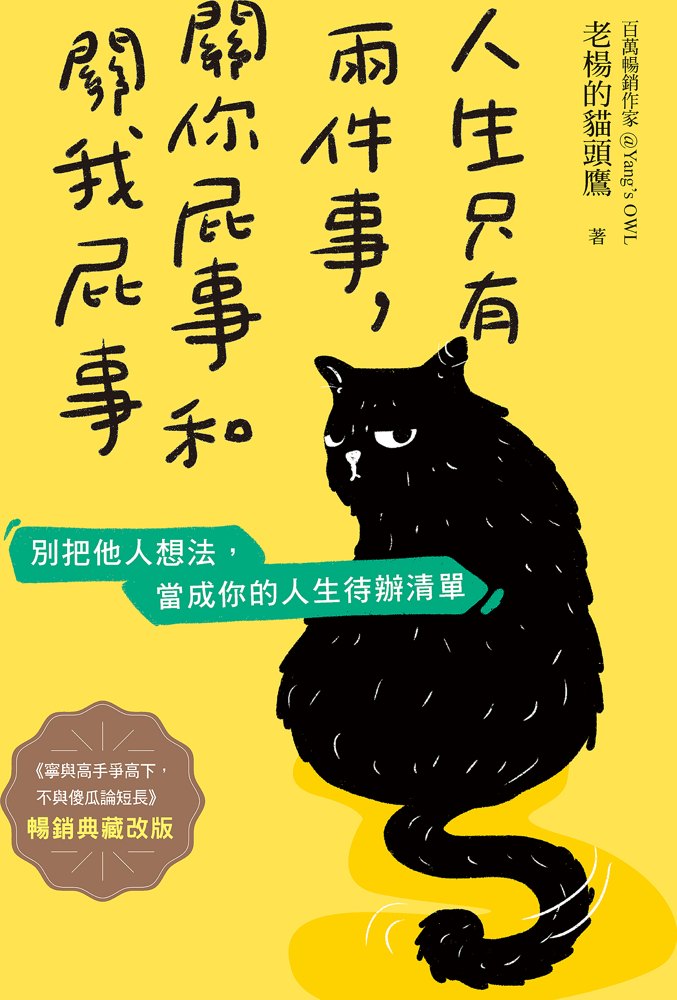 百萬暢銷作家 @Yang's OWL
老楊的貓頭鷹 著
人生只有
兩件事，
關你屁事 和
關我屁事
別把他人想法，
當成你的人生待辦清單
《寧與高手爭高下，
不與傻瓜論短長》
暢銷典藏改版